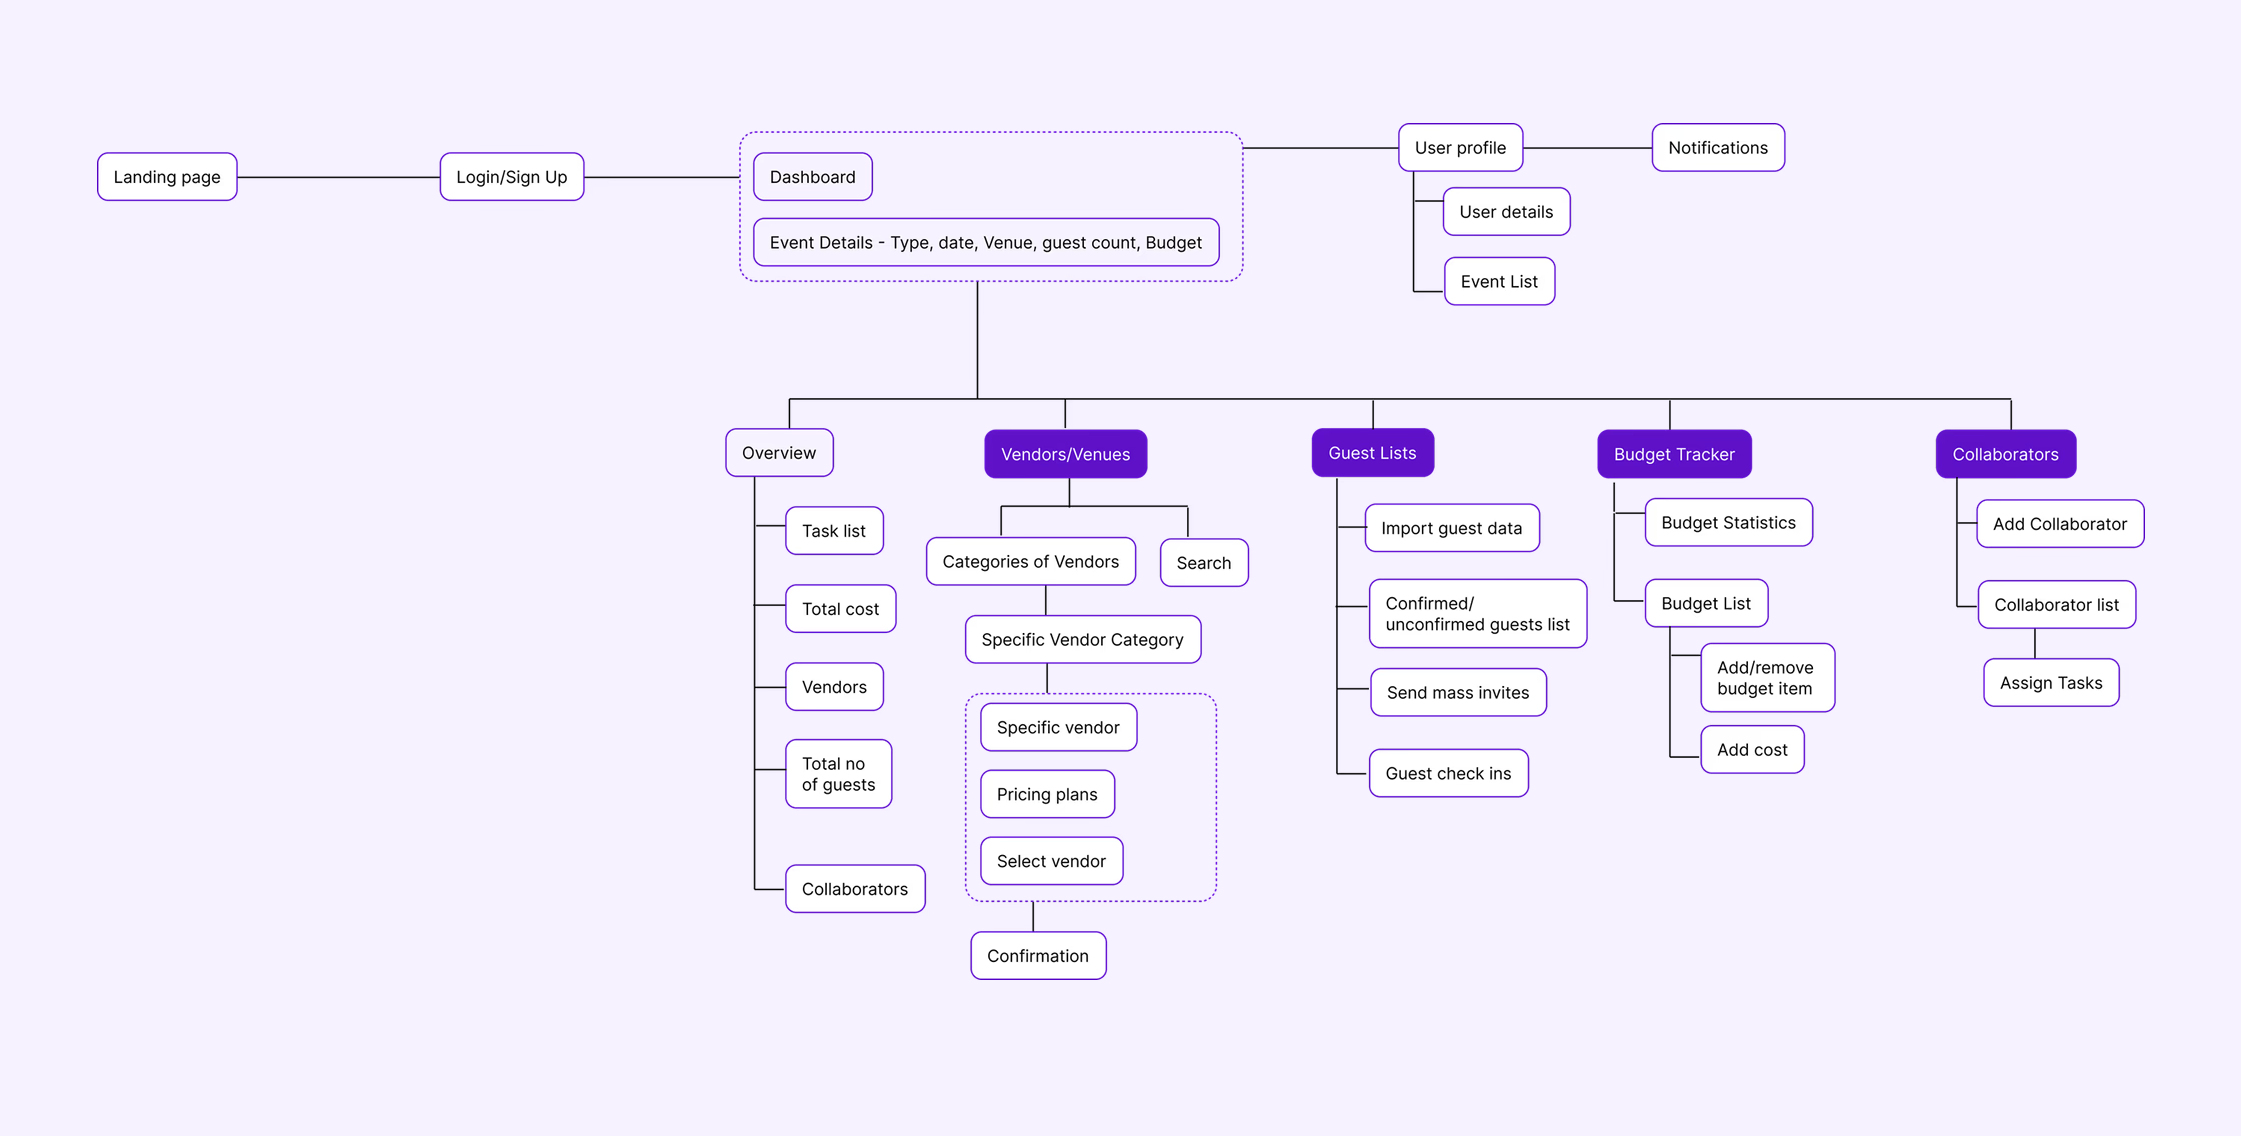 Landing page
Login/Sign Up
Dashboard
Event Details - Type, date, Venue, guest count, Budget
User profile
Notifications
User details
Event List
Overview
Task list
Total cost
Vendors
Total no
of guests
Collaborators
Vendors/Venues
Categories of Vendors
Search
Specific Vendor Category
Specific vendor
Pricing plans
Select vendor
Confirmation
Guest Lists
Import guest data
Confirmed/
unconfirmed guests list
Send mass invites
Guest check ins
Budget Tracker
Budget Statistics
Budget List
Add/remove
budget item
Add cost
Collaborators
Add Collaborator
Collaborator list
Assign Tasks